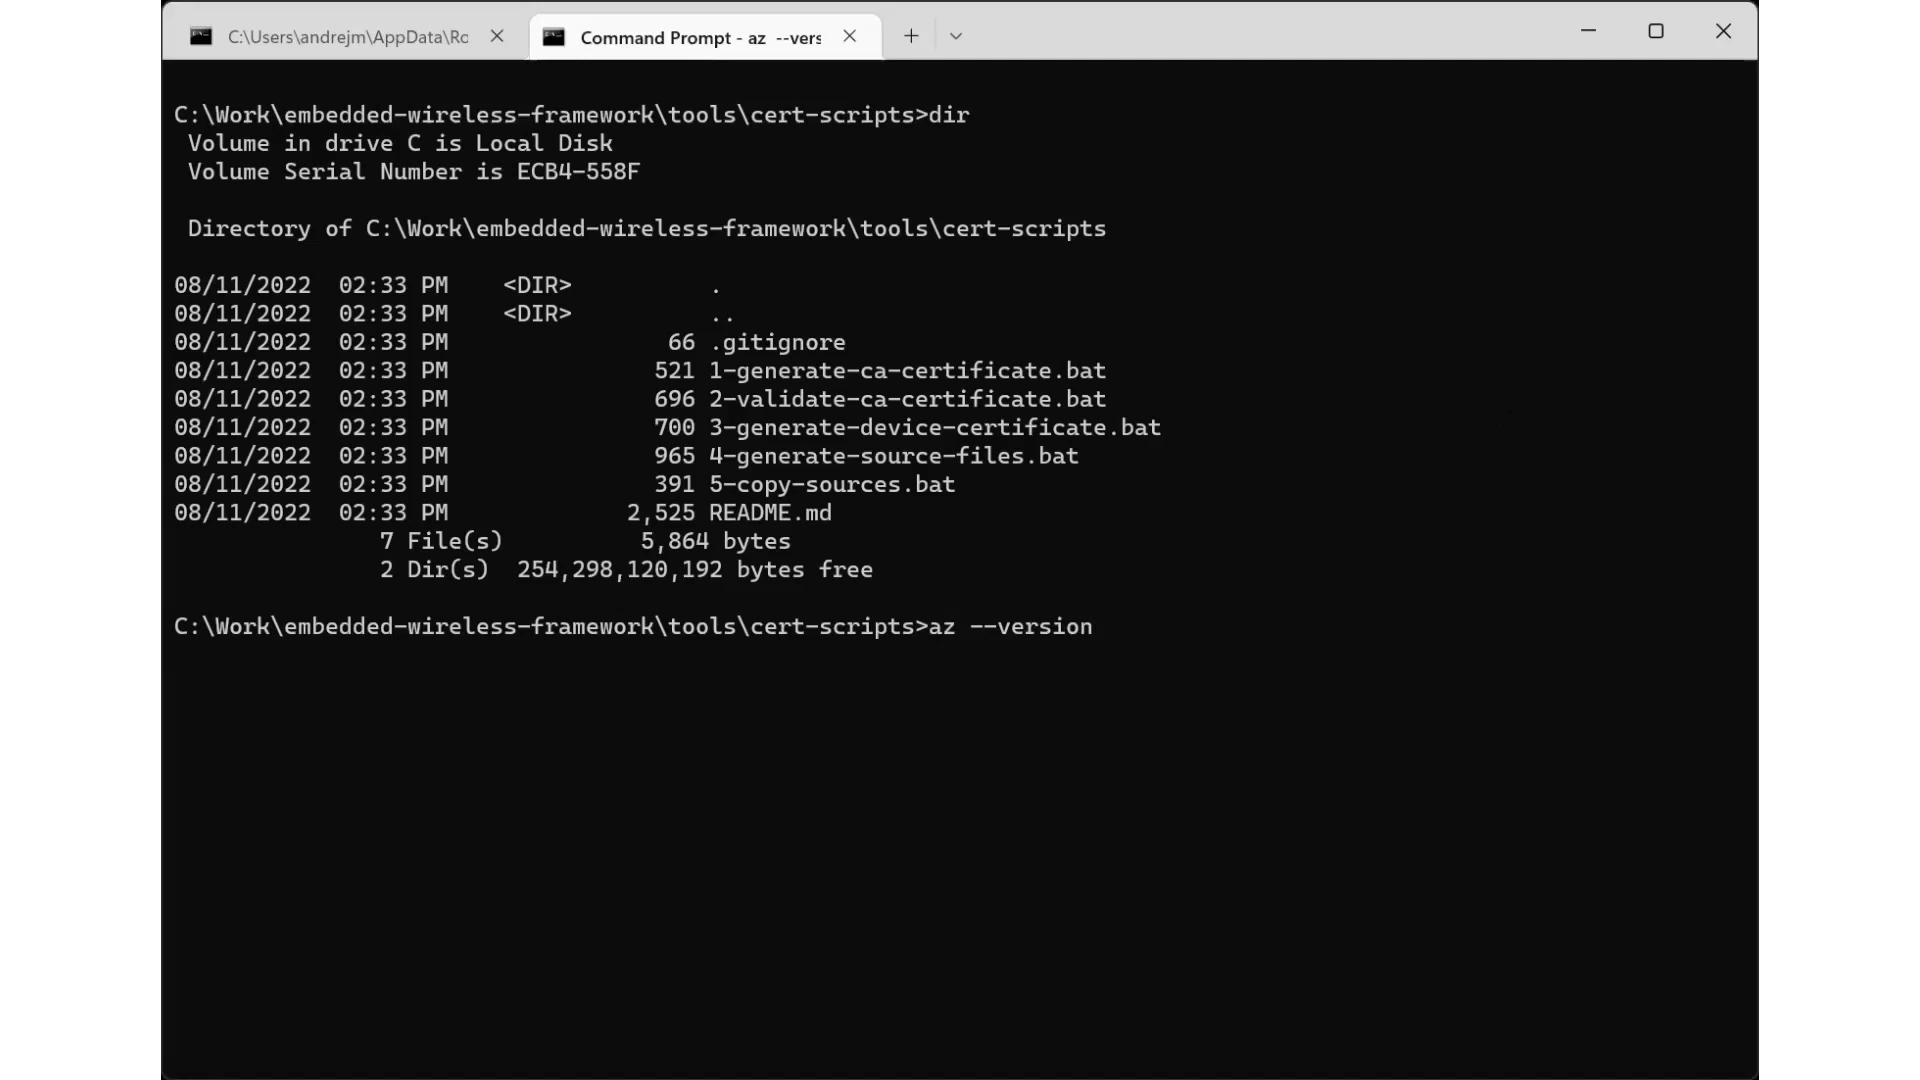 C:\Users\andrejm\AppData\Ro
Command Prompt - az  --vers
C:\Work\embedded-wireless-framework\tools\cert-scripts>dir
Volume in drive C is Local Disk
Volume Serial Number is ECB4-558F
Directory of C:\Work\embedded-wireless-framework\tools\cert-scripts
08/11/2022  02:33 PM    <DIR>          .
08/11/2022  02:33 PM    <DIR>          ..
08/11/2022  02:33 PM                66 .gitignore
08/11/2022  02:33 PM               521 1-generate-ca-certificate.bat
08/11/2022  02:33 PM               696 2-validate-ca-certificate.bat
08/11/2022  02:33 PM               700 3-generate-device-certificate.bat
08/11/2022  02:33 PM               965 4-generate-source-files.bat
08/11/2022  02:33 PM               391 5-copy-sources.bat
08/11/2022  02:33 PM             2,525 README.md
7 File(s)          5,864 bytes
2 Dir(s)  254,298,120,192 bytes free
C:\Work\embedded-wireless-framework\tools\cert-scripts>az --version